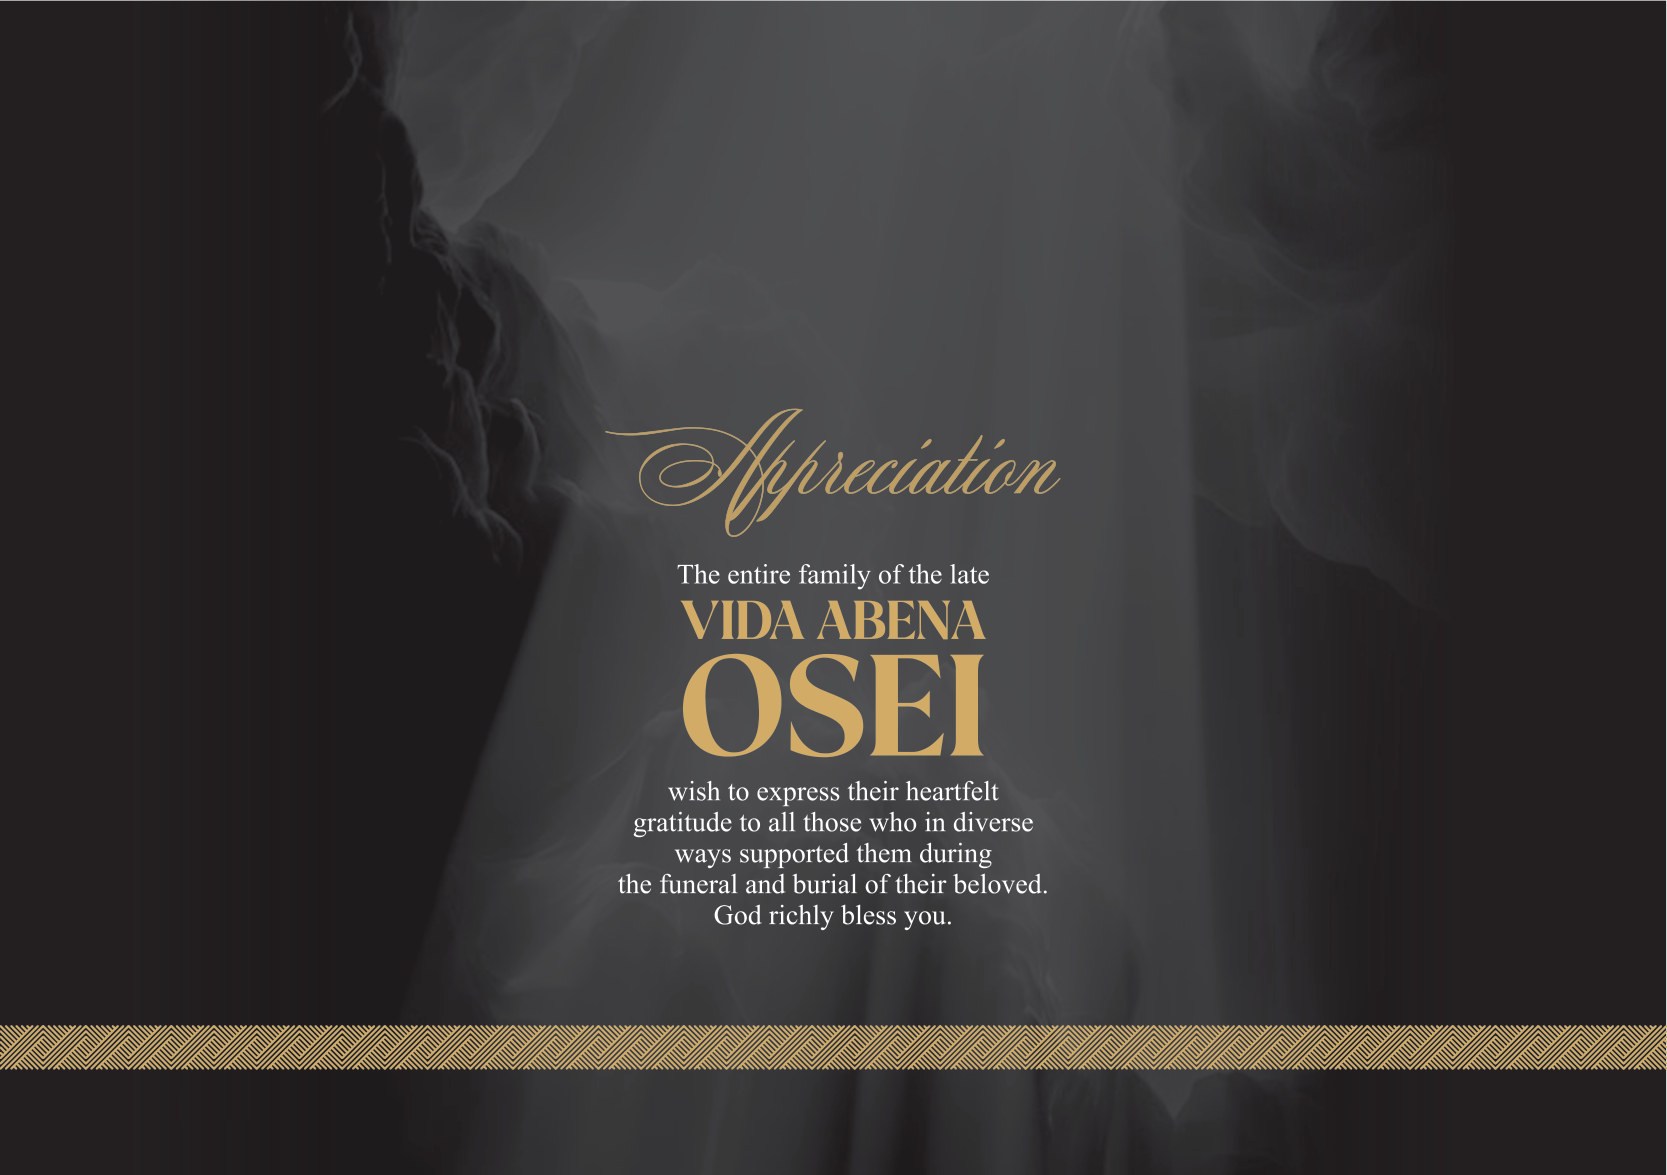 Appreciation
The entire family of the late
VIDA ABENA
OSEI
wish to express their heartfelt
gratitude to all those who in diverse
ways supported them during
the funeral and burial of their beloved.
God richly bless you.